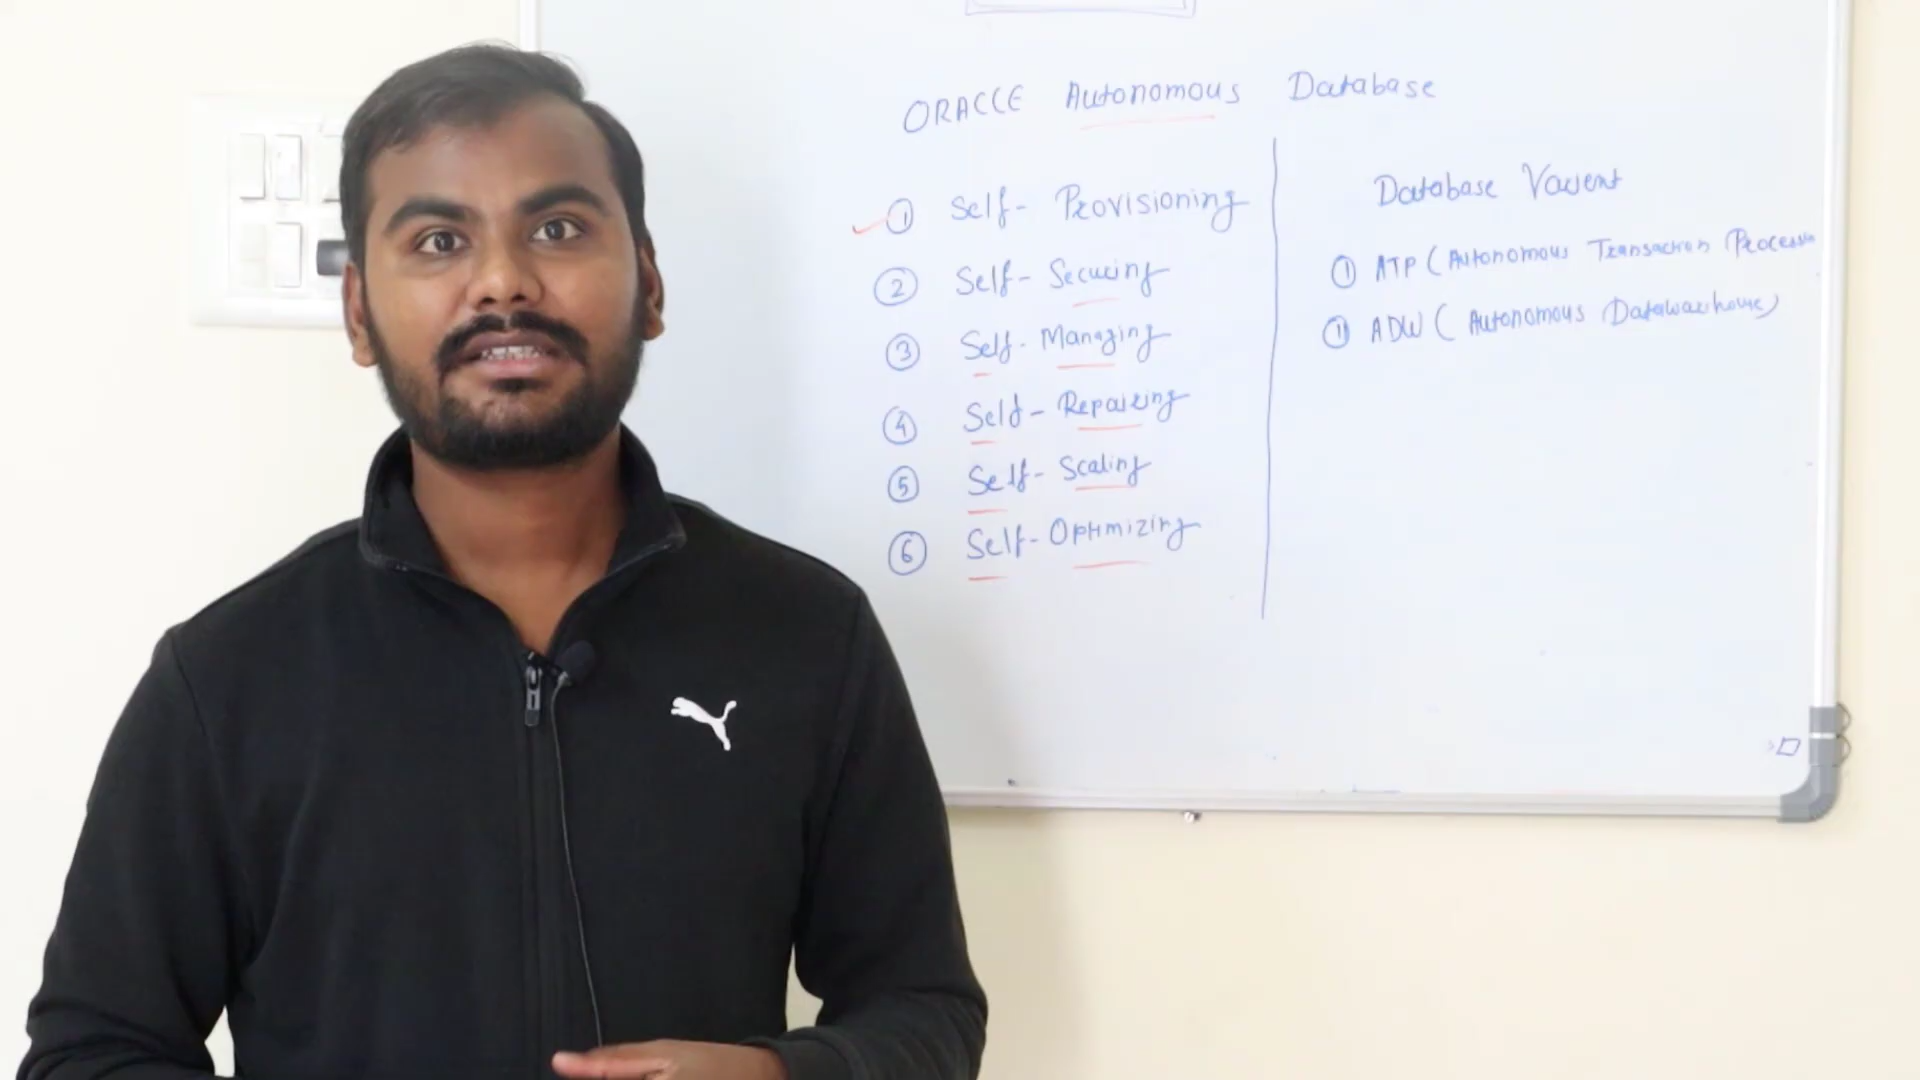 ORACLE Autonomous Database
① Self- Provisioning
② Self- Securing
③ Self- Managing
④ Self- Repairing
⑤ Self- Scaling
⑥ Self- Optimizing
Database Varient
① ATP ( Autonomous Transaction Process
① ADW ( Autonomous Datawarehouse)